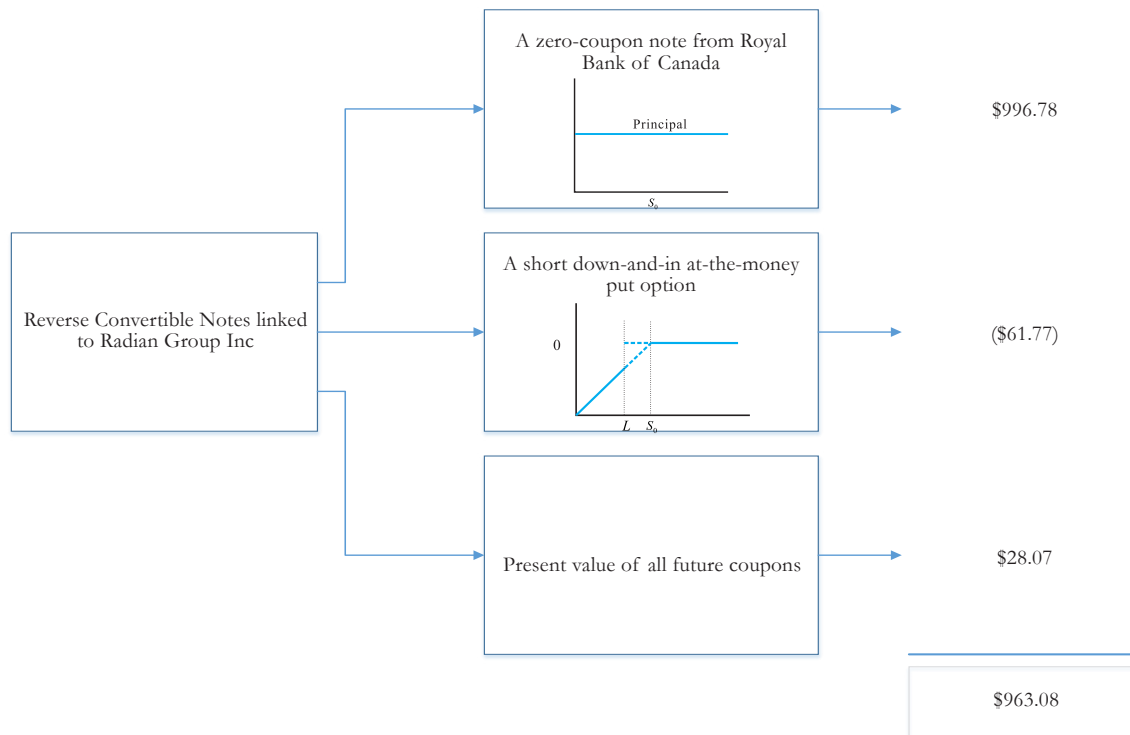 A zero-coupon note from Royal
Bank of Canada
Principal
S₀
$996.78
Reverse Convertible Notes linked
to Radian Group Inc
A short down-and-in at-the-money
put option
0
L S₀
($61.77)
Present value of all future coupons
$28.07
$963.08